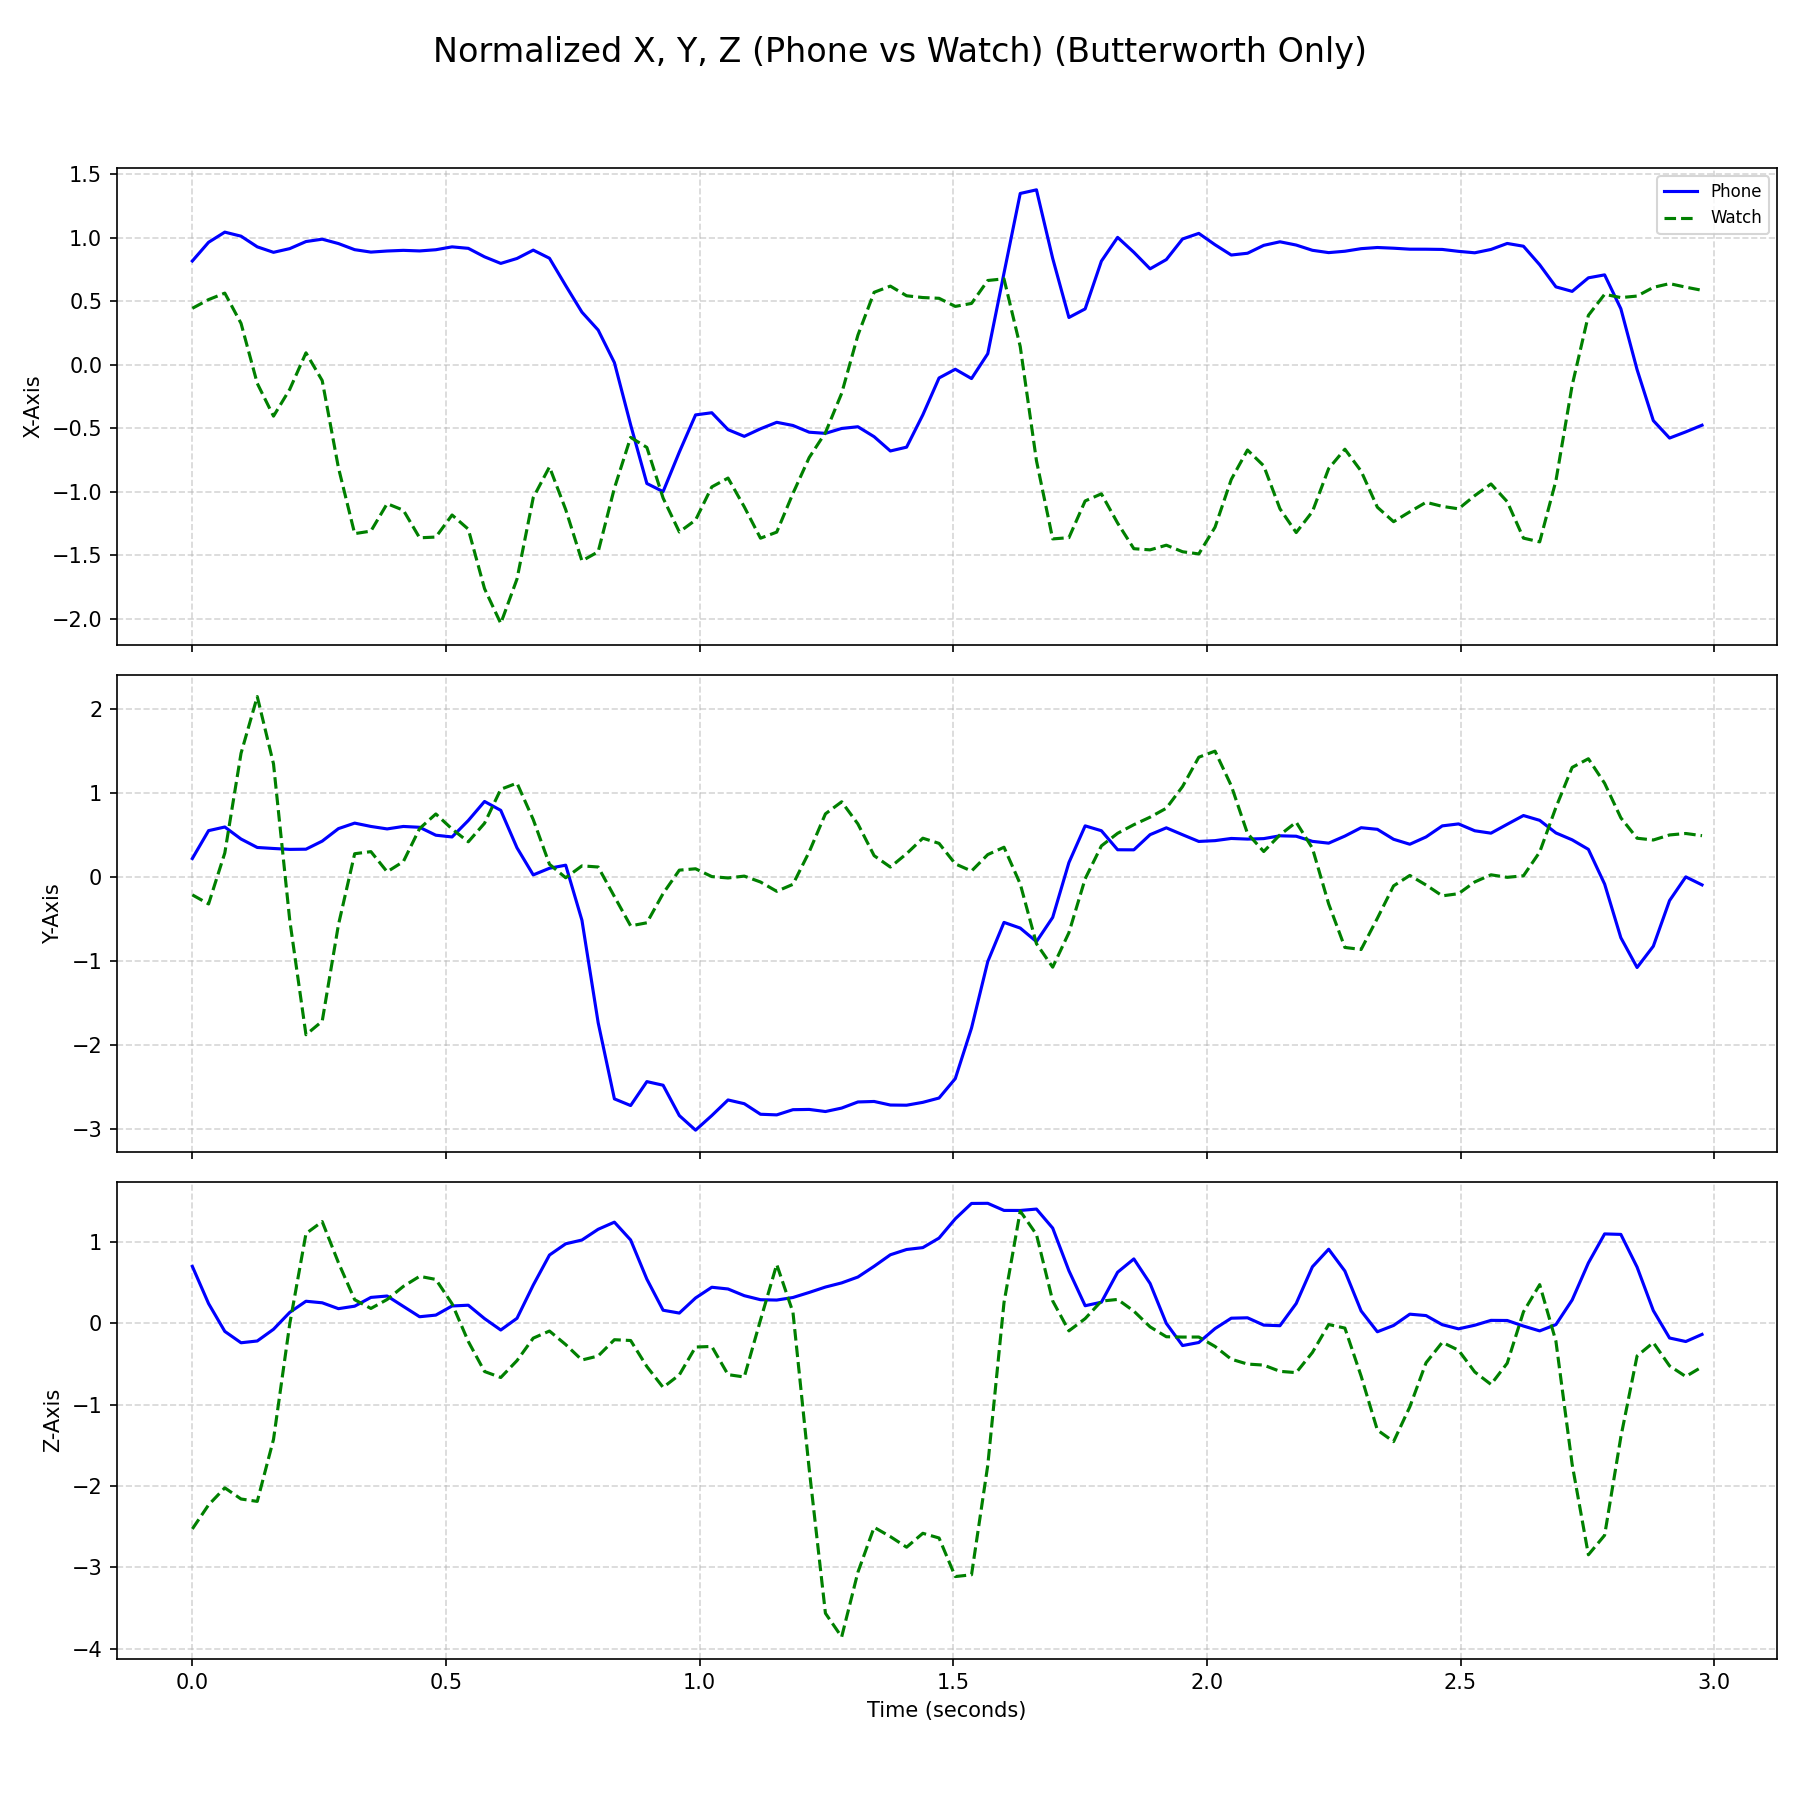 Normalized X, Y, Z (Phone vs Watch) (Butterworth Only)
Phone
Watch
X-Axis
1.5
1.0
0.5
0.0
−0.5
−1.0
−1.5
−2.0
Y-Axis
2
1
0
−1
−2
−3
Z-Axis
1
0
−1
−2
−3
−4
0.0 0.5 1.0 1.5 2.0 2.5 3.0
Time (seconds)